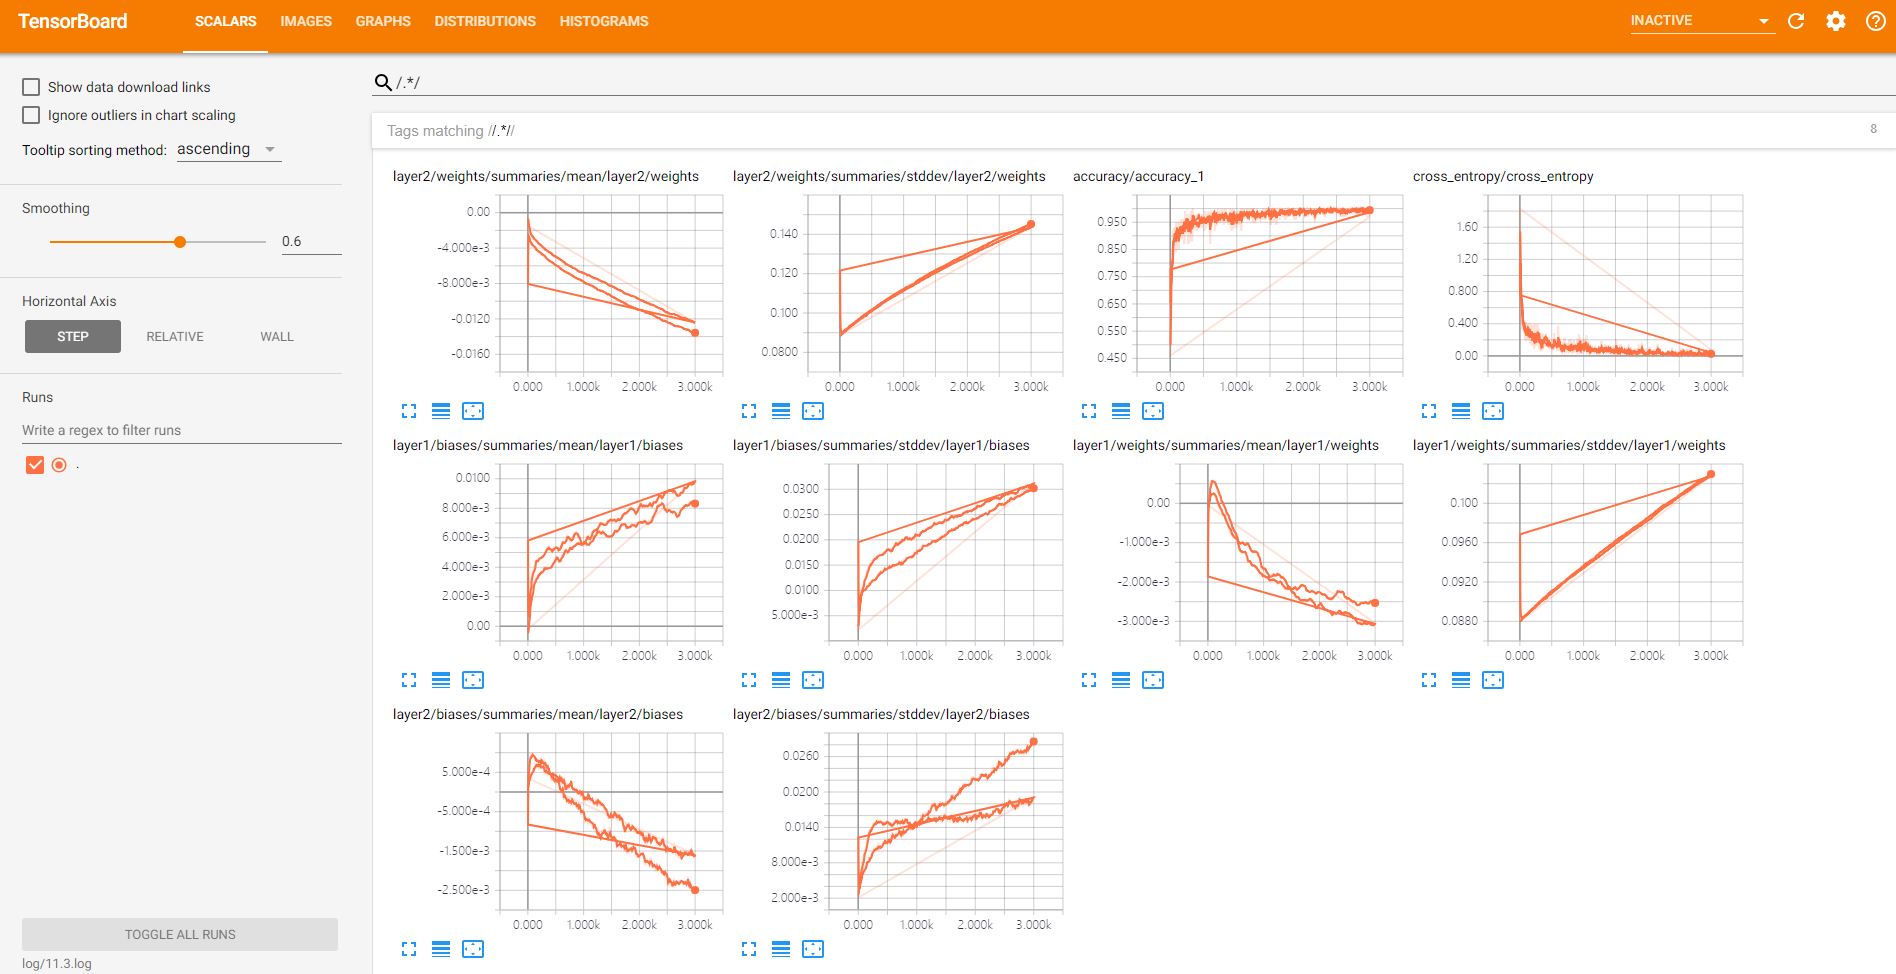 TensorBoard
SCALARS IMAGES GRAPHS DISTRIBUTIONS HISTOGRAMS
INACTIVE
Show data download links
Ignore outliers in chart scaling
Tooltip sorting method: ascending
Smoothing
0.6
Horizontal Axis
STEP RELATIVE WALL
Runs
Write a regex to filter runs
.
TOGGLE ALL RUNS
log/11.3.log
/.*/
Tags matching //.*//
8
layer2/weights/summaries/mean/layer2/weights
0.00
-4.000e-3
-8.000e-3
-0.0120
-0.0160
0.000 1.000k 2.000k 3.000k
layer2/weights/summaries/stddev/layer2/weights
0.140
0.120
0.100
0.0800
0.000 1.000k 2.000k 3.000k
accuracy/accuracy_1
0.950
0.850
0.750
0.650
0.550
0.450
0.000 1.000k 2.000k 3.000k
cross_entropy/cross_entropy
1.60
1.20
0.800
0.400
0.00
0.000 1.000k 2.000k 3.000k
layer1/biases/summaries/mean/layer1/biases
0.0100
8.000e-3
6.000e-3
4.000e-3
2.000e-3
0.00
0.000 1.000k 2.000k 3.000k
layer1/biases/summaries/stddev/layer1/biases
0.0300
0.0250
0.0200
0.0150
0.0100
5.000e-3
0.000 1.000k 2.000k 3.000k
layer1/weights/summaries/mean/layer1/weights
0.00
-1.000e-3
-2.000e-3
-3.000e-3
0.000 1.000k 2.000k 3.000k
layer1/weights/summaries/stddev/layer1/weights
0.100
0.0960
0.0920
0.0880
0.000 1.000k 2.000k 3.000k
layer2/biases/summaries/mean/layer2/biases
5.000e-4
-5.000e-4
-1.500e-3
-2.500e-3
0.000 1.000k 2.000k 3.000k
layer2/biases/summaries/stddev/layer2/biases
0.0260
0.0200
0.0140
8.000e-3
2.000e-3
0.000 1.000k 2.000k 3.000k